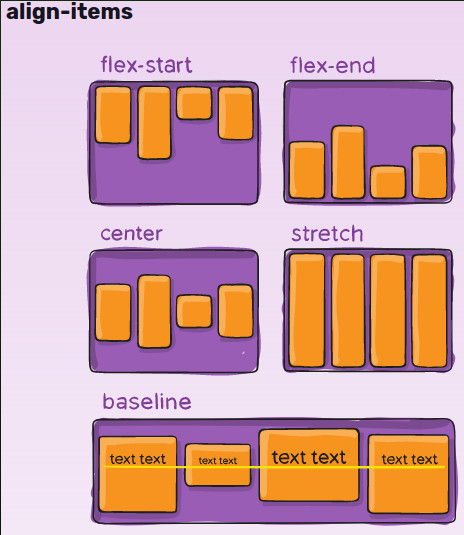 align-items
flex-start
flex-end
center
stretch
baseline
text text
text text
text text
text text